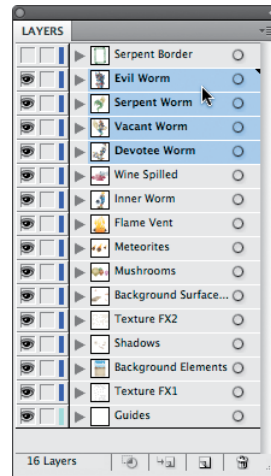 LAYERS
Serpent Border
Evil Worm
Serpent Worm
Vacant Worm
Devotee Worm
Wine Spilled
Inner Worm
Flame Vent
Meteorites
Mushrooms
Background Surface...
Texture FX2
Shadows
Background Elements
Texture FX1
Guides
16 Layers